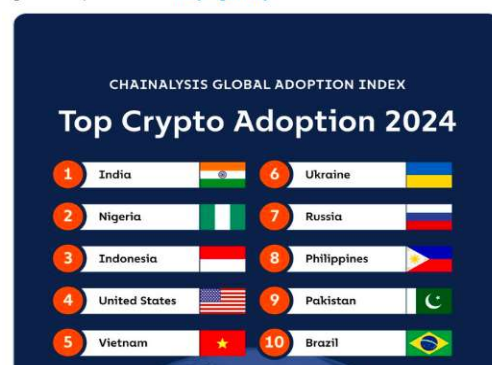 CHAINALYSIS GLOBAL ADOPTION INDEX
Top Crypto Adoption 2024
1 India
2 Nigeria
3 Indonesia
4 United States
5 Vietnam
6 Ukraine
7 Russia
8 Philippines
9 Pakistan
10 Brazil